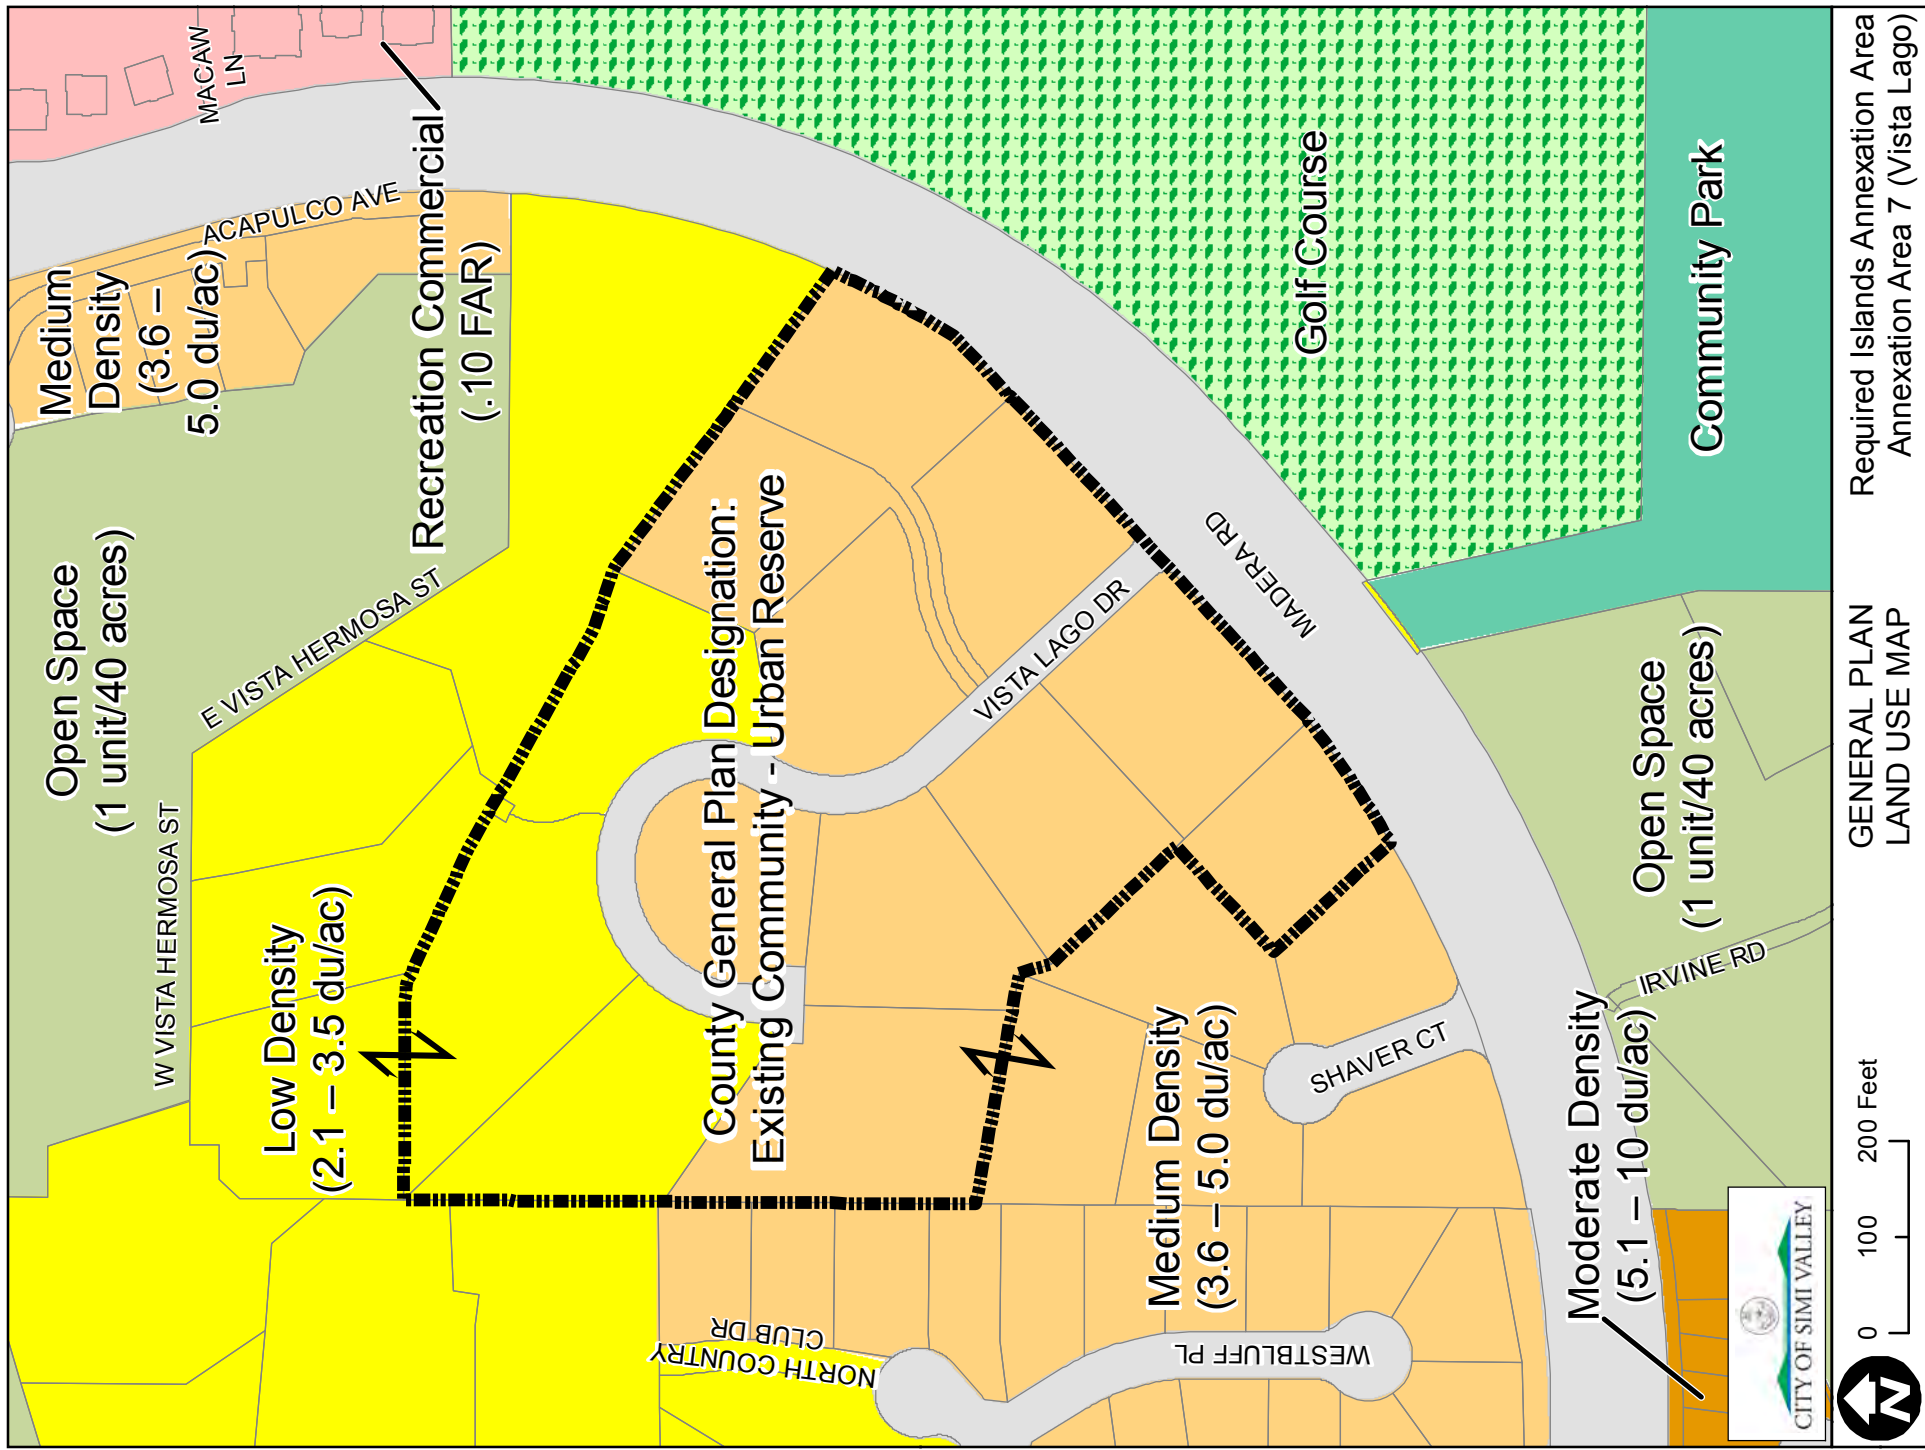 Open Space
(1 unit/40 acres)
W VISTA HERMOSA ST
E VISTA HERMOSA ST
Medium
Density
(3.6 –
5.0 du/ac)
ACAPULCO AVE
MACAW
LN
Recreation Commercial
(.10 FAR)
Low Density
(2.1 – 3.5 du/ac)
County General Plan Designation:
Existing Community - Urban Reserve
VISTA LAGO DR
MADERA RD
Golf Course
Community Park
NORTH COUNTRY
CLUB DR
WESTBLUFF PL
Medium Density
(3.6 – 5.0 du/ac)
SHAVER CT
Moderate Density
(5.1 – 10 du/ac)
IRVINE RD
Open Space
(1 unit/40 acres)
CITY OF SIMI VALLEY
N
0 100 200 Feet
GENERAL PLAN
LAND USE MAP
Required Islands Annexation Area
Annexation Area 7 (Vista Lago)